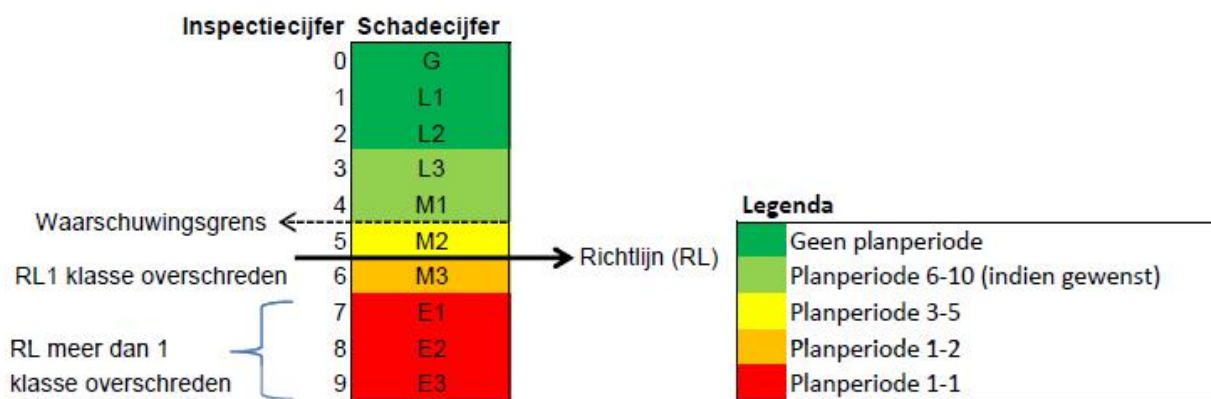 Inspectiecijfer Schadecijfer
0 G
1 L1
2 L2
3 L3
4 M1
Waarschuwingsgrens
5 M2
Richtlijn (RL)
RL1 klasse overschreden 6 M3
7 E1
RL meer dan 1
8 E2
klasse overschreden 9 E3
Legenda
Geen planperiode
Planperiode 6-10 (indien gewenst)
Planperiode 3-5
Planperiode 1-2
Planperiode 1-1